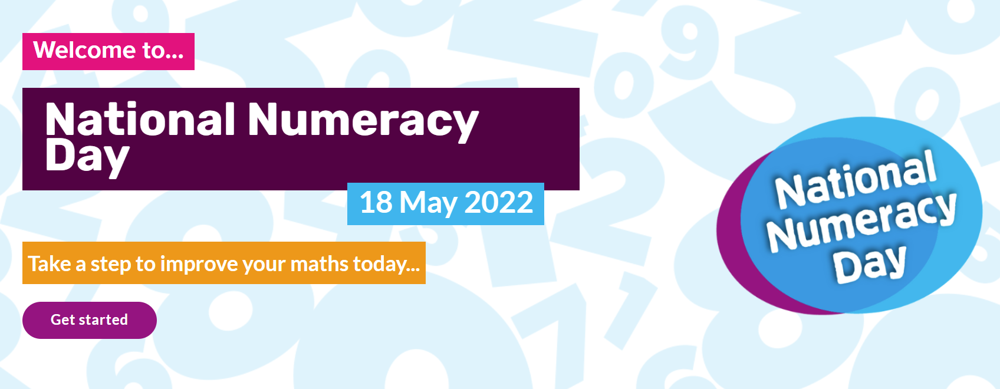 Welcome to...
National Numeracy
Day
18 May 2022
Take a step to improve your maths today...
Get started
National
Numeracy
Day